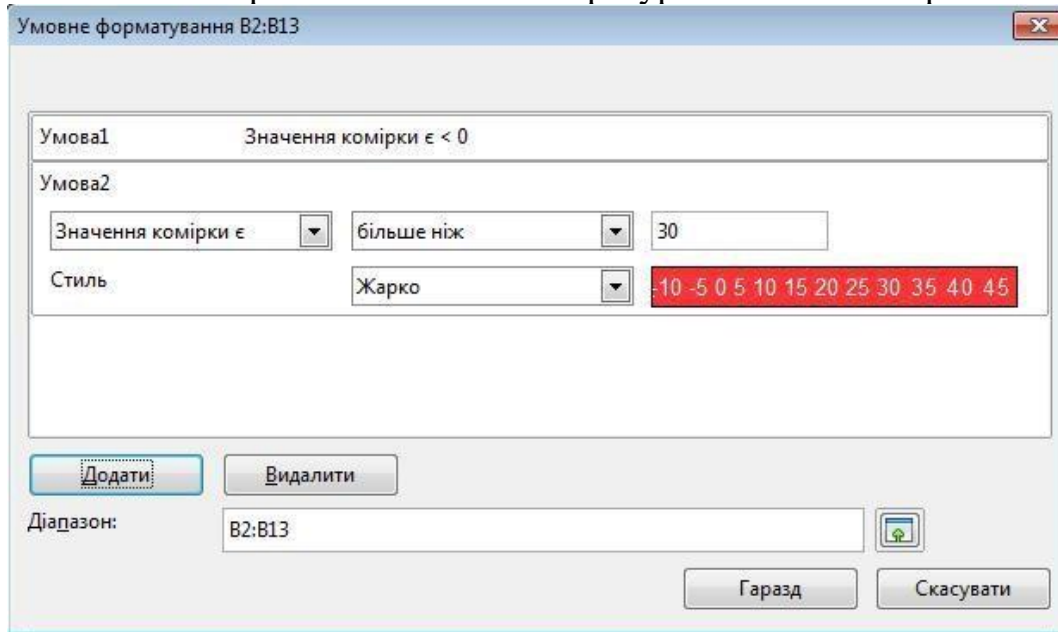 Умовне форматування B2:B13
Умова1 Значення комірки є < 0
Умова2
Значення комірки є більше ніж 30
Стиль Жарко -10 -5 0 5 10 15 20 25 30 35 40 45
Додати Видалити
Діапазон: B2:B13
Гаразд Скасувати